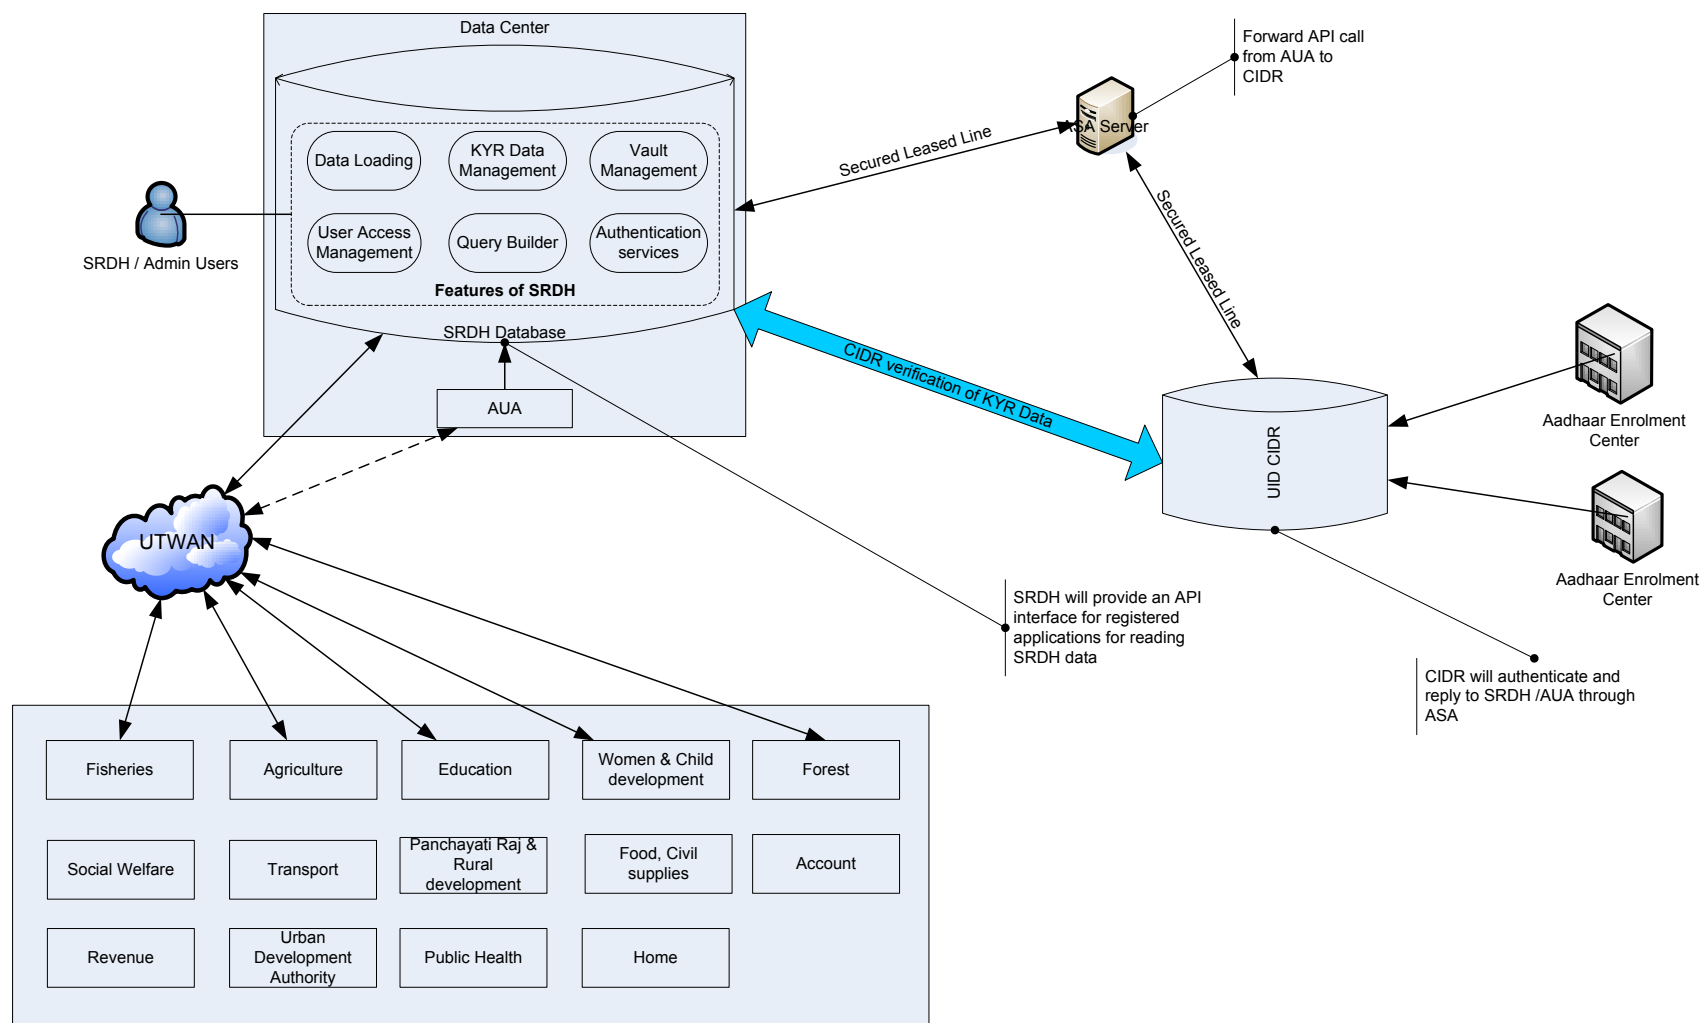 Data Center
Forward API call
from AUA to
CIDR
ASA Server
Secured Leased Line
Data Loading
KYR Data
Management
Vault
Management
User Access
Management
Query Builder
Authentication
services
Features of SRDH
SRDH / Admin Users
SRDH Database
AUA
Secured Leased Line
CIDR verification of KYR Data
UID CIDR
Aadhaar Enrolment
Center
Aadhaar Enrolment
Center
UTWAN
SRDH will provide an API
interface for registered
applications for reading
SRDH data
CIDR will authenticate and
reply to SRDH /AUA through
ASA
Fisheries
Agriculture
Education
Women & Child
development
Forest
Social Welfare
Transport
Panchayati Raj &
Rural
development
Food, Civil
supplies
Account
Revenue
Urban
Development
Authority
Public Health
Home